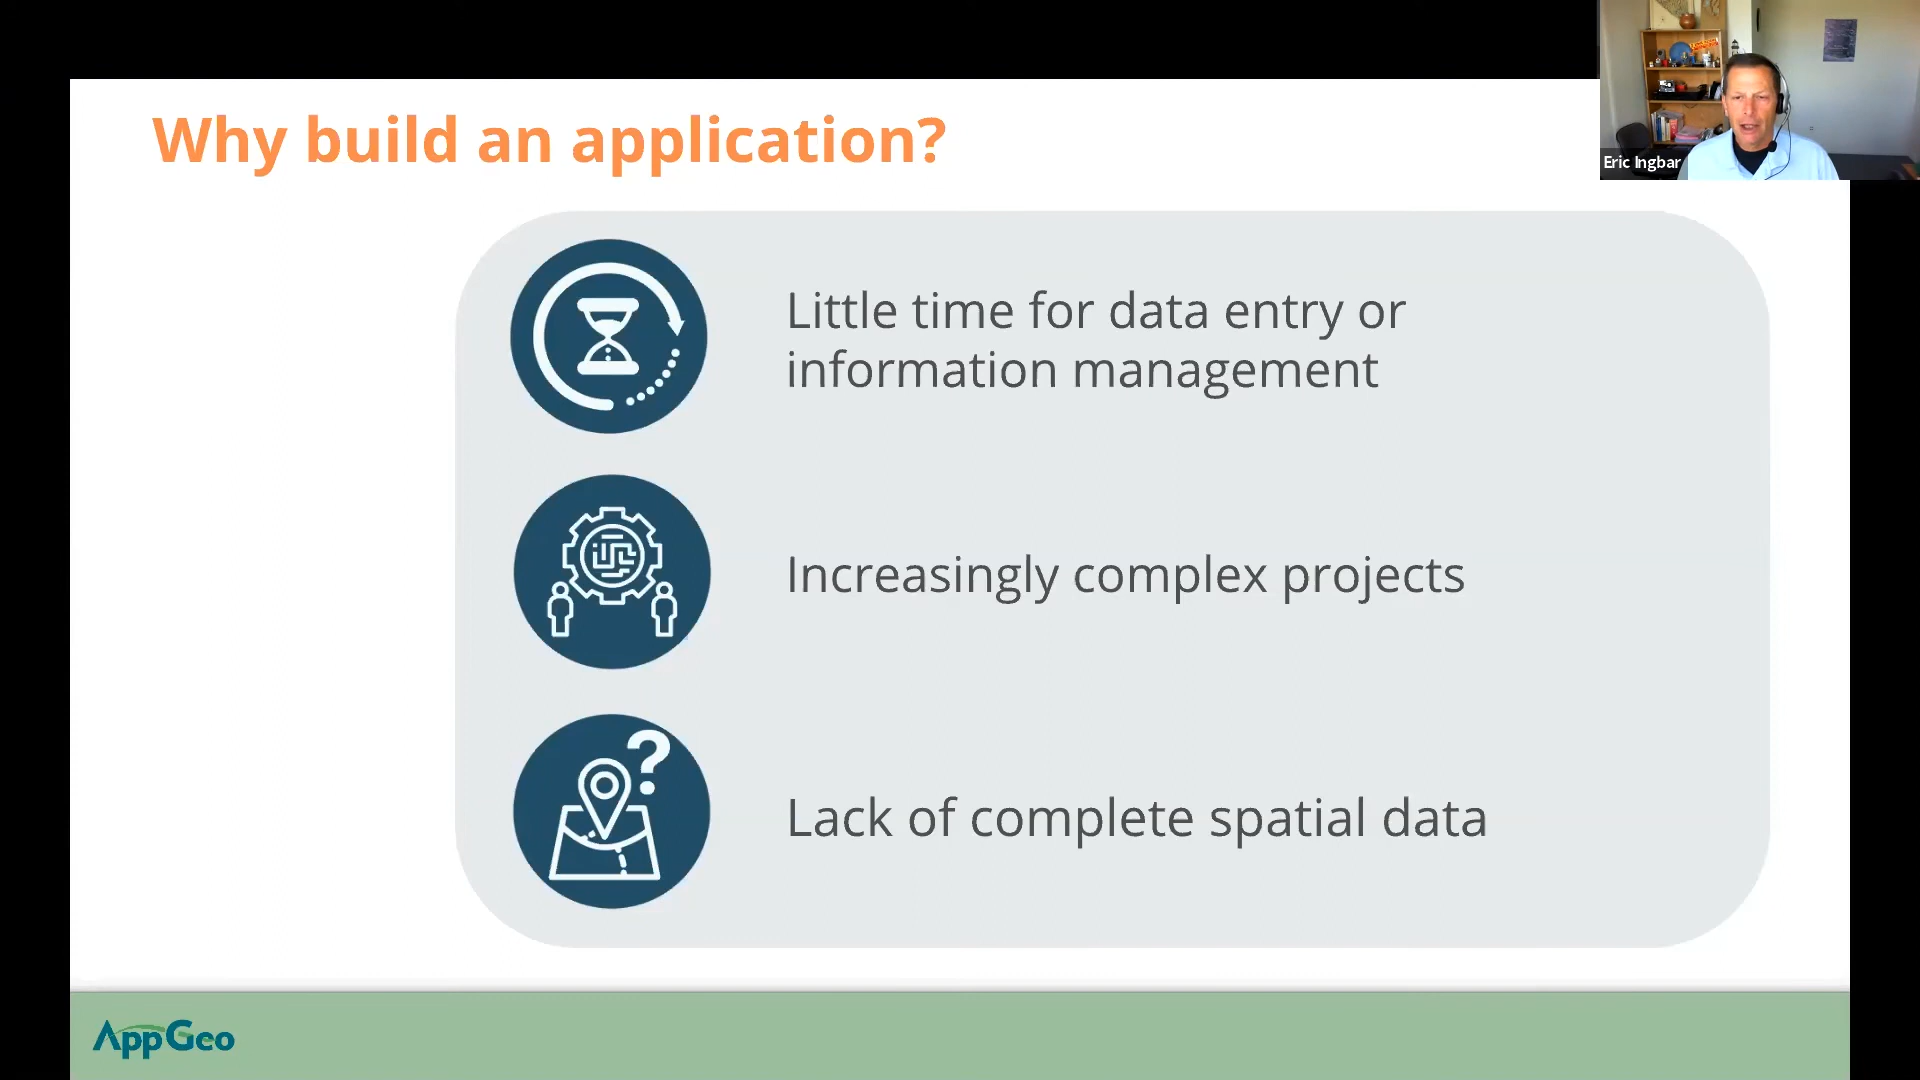 Why build an application?
Eric Ingbar
Little time for data entry or
information management
Increasingly complex projects
?
Lack of complete spatial data
AppGeo